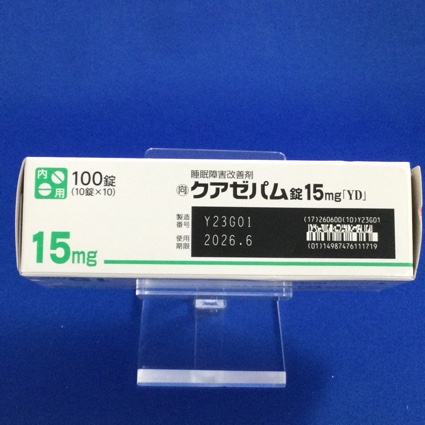 内用
100錠
(10錠×10)
15mg
睡眠障害改善剤
向 クアゼパム錠15mg「YD」
製造番号 Y23G01
使用期限 2026.6
(17)260600(10)Y23G01
(01)14987476111719